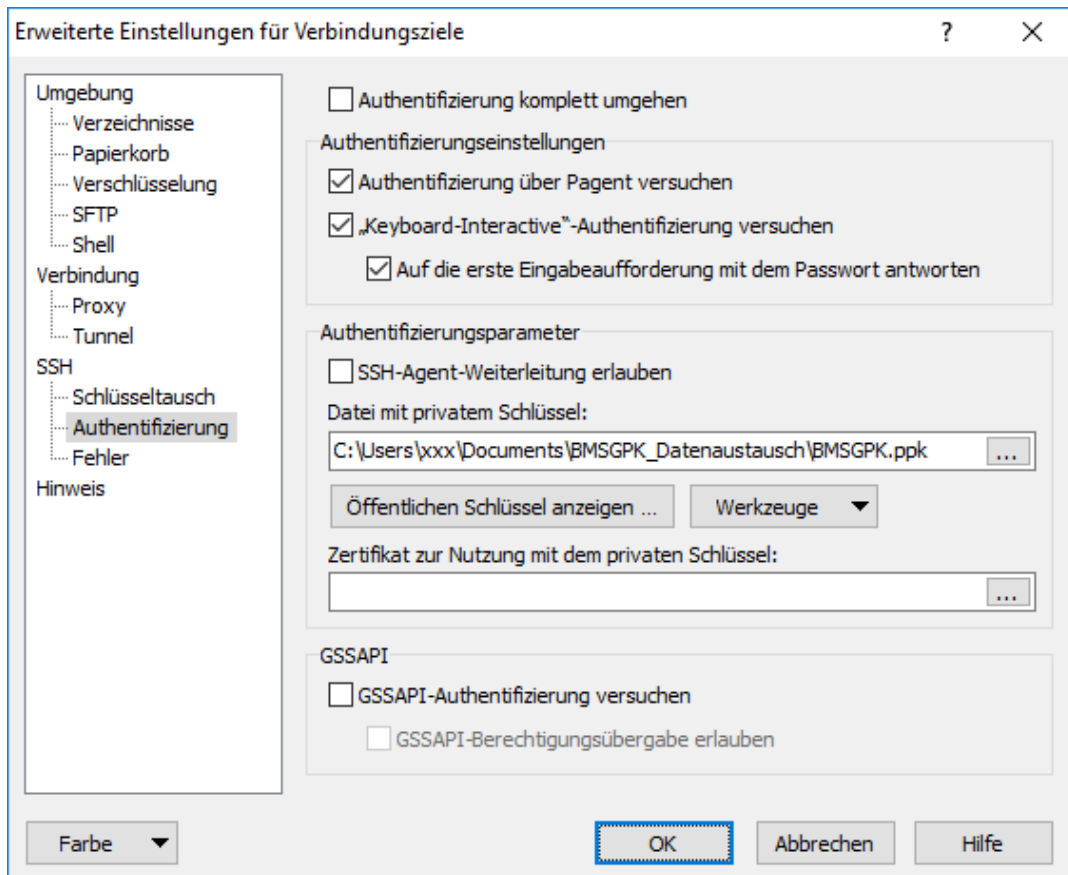 Erweiterte Einstellungen für Verbindungsziele
Umgebung
Verzeichnisse
Papierkorb
Verschlüsselung
SFTP
Shell
Verbindung
Proxy
Tunnel
SSH
Schlüsseltausch
Authentifizierung
Fehler
Hinweis
Authentifizierung komplett umgehen
Authentifizierungseinstellungen
Authentifizierung über Pagent versuchen
„Keyboard-Interactive“-Authentifizierung versuchen
Auf die erste Eingabeaufforderung mit dem Passwort antworten
Authentifizierungsparameter
SSH-Agent-Weiterleitung erlauben
Datei mit privatem Schlüssel:
C:\Users\xxx\Documents\BMSGPK_Datenaustausch\BMSGPK.ppk ...
Öffentlichen Schlüssel anzeigen ... Werkzeuge
Zertifikat zur Nutzung mit dem privaten Schlüssel:
...
GSSAPI
GSSAPI-Authentifizierung versuchen
GSSAPI-Berechtigungsübergabe erlauben
Farbe OK Abbrechen Hilfe